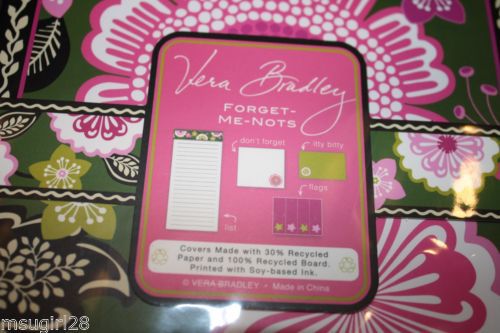 Vera Bradley
FORGET-
ME-NOTS
don't forget
itty bitty
flags
list
Covers Made with 30% Recycled
Paper and 100% Recycled Board.
Printed with Soy-based Ink.
© VERA BRADLEY • Made in China
msugirl28